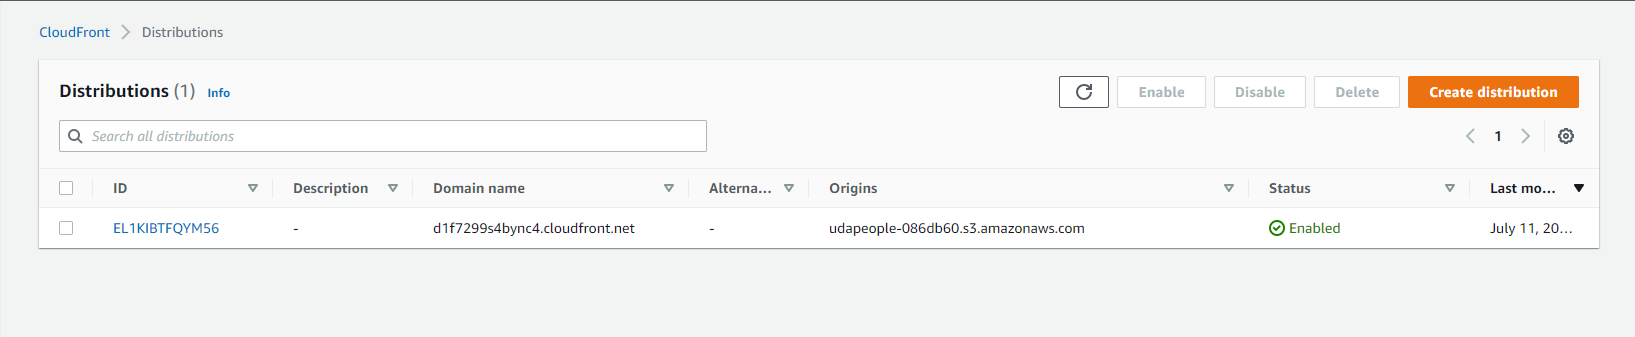 CloudFront Distributions
Distributions (1) Info
Enable Disable Delete Create distribution
Search all distributions
1
ID Description Domain name Alterna... Origins Status Last mo...
EL1KIBTFQYM56 - d1f7299s4bync4.cloudfront.net - udapeople-086db60.s3.amazonaws.com Enabled July 11, 20...